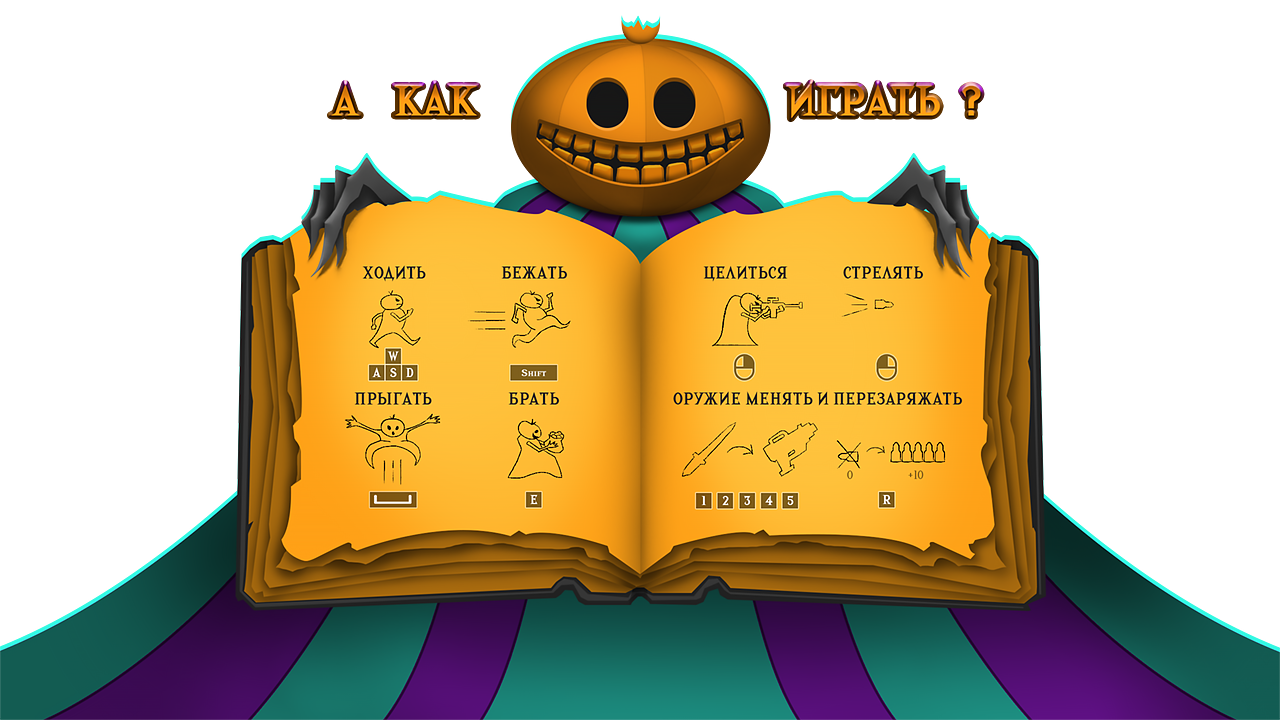 А КАК ИГРАТЬ ?
ХОДИТЬ
W
A S D
БЕЖАТЬ
Shift
ПРЫГАТЬ
БРАТЬ
E
ЦЕЛИТЬСЯ
СТРЕЛЯТЬ
ОРУЖИЕ МЕНЯТЬ И ПЕРЕЗАРЯЖАТЬ
1 2 3 4 5
0
+10
R